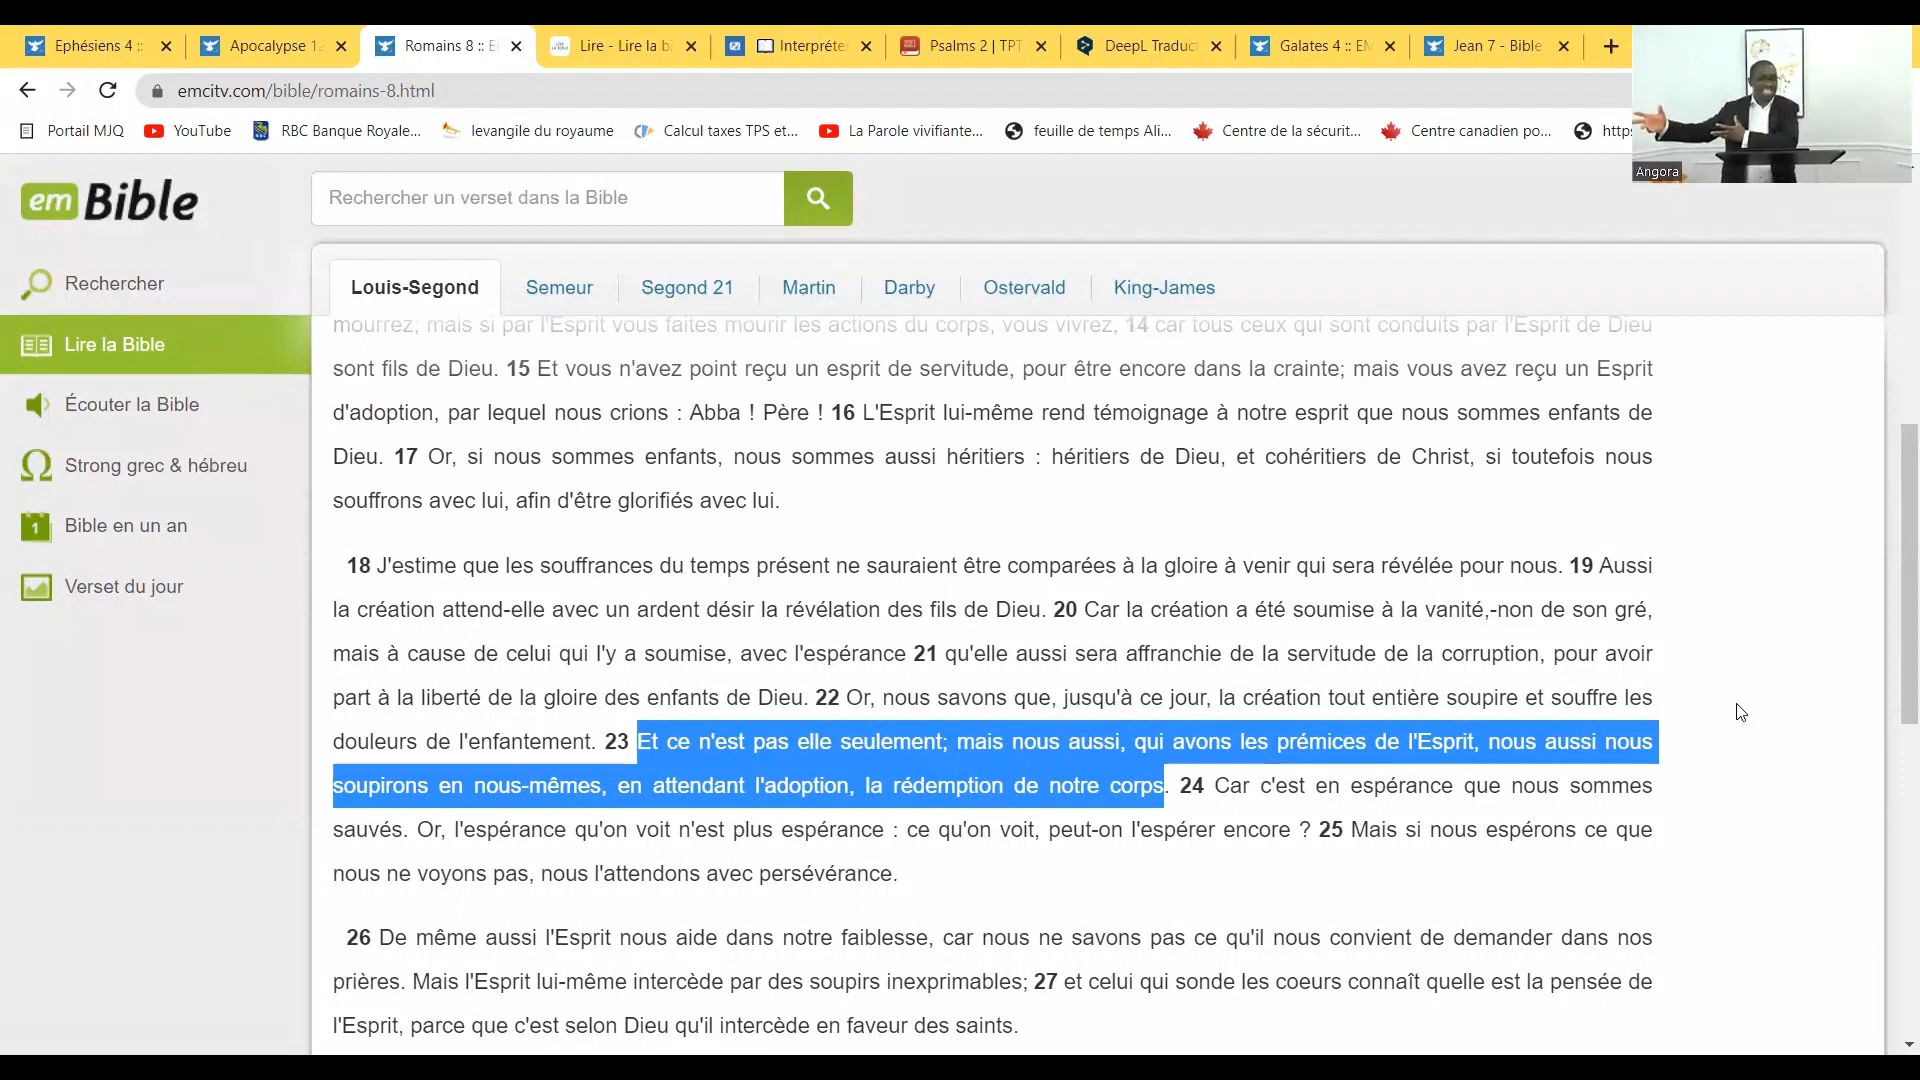 Ephésiens 4 ::
Apocalypse 12
Romains 8 :: E
Lire - Lire la b
Interpréte
Psalms 2 | TPT
DeepL Traduct
Galates 4 :: EM
Jean 7 - Bible
emcitv.com/bible/romains-8.html
Portail MJQ
YouTube
RBC Banque Royale...
levangile du royaume
Calcul taxes TPS et...
La Parole vivifiante...
feuille de temps Ali...
Centre de la sécurit...
Centre canadien po...
https
Angora
em Bible
Rechercher un verset dans la Bible
Rechercher
Lire la Bible
Écouter la Bible
Strong grec & hébreu
1
Bible en un an
Verset du jour
Louis-Segond
Semeur
Segond 21
Martin
Darby
Ostervald
King-James
mourrez; mais si par l'Esprit vous faites mourir les actions du corps, vous vivrez, 14 car tous ceux qui sont conduits par l'Esprit de Dieu
sont fils de Dieu. 15 Et vous n'avez point reçu un esprit de servitude, pour être encore dans la crainte; mais vous avez reçu un Esprit
d'adoption, par lequel nous crions : Abba ! Père ! 16 L'Esprit lui-même rend témoignage à notre esprit que nous sommes enfants de
Dieu. 17 Or, si nous sommes enfants, nous sommes aussi héritiers : héritiers de Dieu, et cohéritiers de Christ, si toutefois nous
souffrons avec lui, afin d'être glorifiés avec lui.
18 J'estime que les souffrances du temps présent ne sauraient être comparées à la gloire à venir qui sera révélée pour nous. 19 Aussi
la création attend-elle avec un ardent désir la révélation des fils de Dieu. 20 Car la création a été soumise à la vanité,-non de son gré,
mais à cause de celui qui l'y a soumise, avec l'espérance 21 qu'elle aussi sera affranchie de la servitude de la corruption, pour avoir
part à la liberté de la gloire des enfants de Dieu. 22 Or, nous savons que, jusqu'à ce jour, la création tout entière soupire et souffre les
douleurs de l'enfantement. 23 Et ce n'est pas elle seulement; mais nous aussi, qui avons les prémices de l'Esprit, nous aussi nous
soupirons en nous-mêmes, en attendant l'adoption, la rédemption de notre corps. 24 Car c'est en espérance que nous sommes
sauvés. Or, l'espérance qu'on voit n'est plus espérance : ce qu'on voit, peut-on l'espérer encore ? 25 Mais si nous espérons ce que
nous ne voyons pas, nous l'attendons avec persévérance.
26 De même aussi l'Esprit nous aide dans notre faiblesse, car nous ne savons pas ce qu'il nous convient de demander dans nos
prières. Mais l'Esprit lui-même intercède par des soupirs inexprimables; 27 et celui qui sonde les coeurs connaît quelle est la pensée de
l'Esprit, parce que c'est selon Dieu qu'il intercède en faveur des saints.